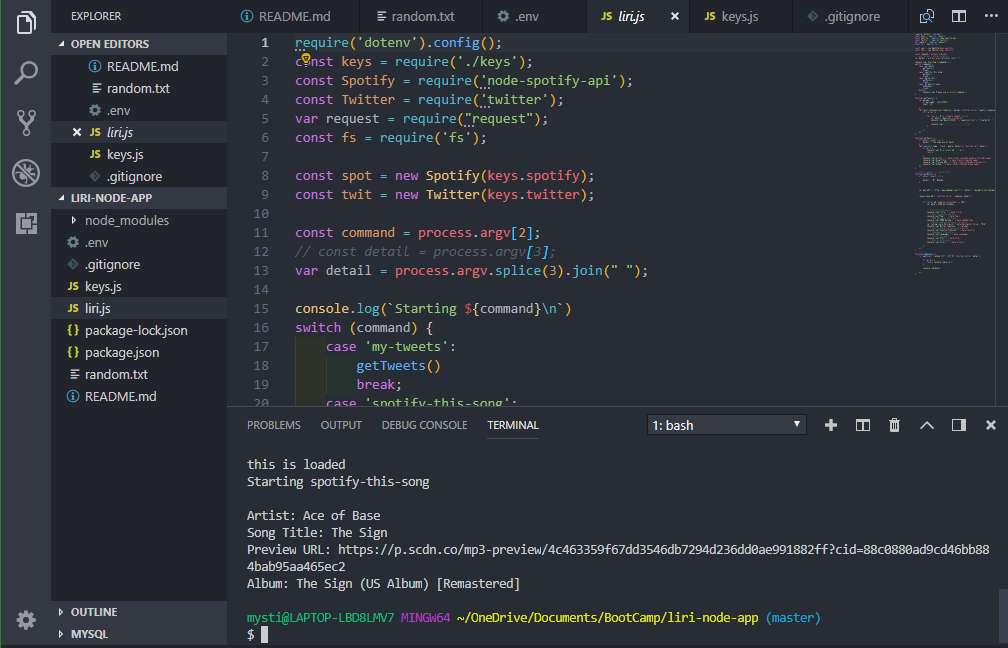 EXPLORER
OPEN EDITORS
README.md
random.txt
.env
liri.js
keys.js
.gitignore
LIRI-NODE-APP
node_modules
.env
.gitignore
keys.js
liri.js
package-lock.json
package.json
random.txt
README.md
OUTLINE
MYSQL
README.md random.txt .env liri.js keys.js .gitignore
1 require('dotenv').config();
2 const keys = require('./keys');
3 const Spotify = require('node-spotify-api');
4 const Twitter = require('twitter');
5 var request = require("request");
6 const fs = require('fs');
7
8 const spot = new Spotify(keys.spotify);
9 const twit = new Twitter(keys.twitter);
10
11 const command = process.argv[2];
12 // const detail = process.argv[3];
13 var detail = process.argv.splice(3).join(" ");
14
15 console.log(`Starting ${command}\n`)
16 switch (command) {
17 case 'my-tweets':
18 getTweets()
19 break;
20 case 'spotify-this-song':
PROBLEMS OUTPUT DEBUG CONSOLE TERMINAL 1: bash
this is loaded
Starting spotify-this-song
Artist: Ace of Base
Song Title: The Sign
Preview URL: https://p.scdn.co/mp3-preview/4c463359f67dd3546db7294d236dd0ae991882ff?cid=88c0880ad9cd46bb88
4bab95aa465ec2
Album: The Sign (US Album) [Remastered]
mysti@LAPTOP-LBD8LMV7 MINGW64 ~/OneDrive/Documents/BootCamp/liri-node-app (master)
$